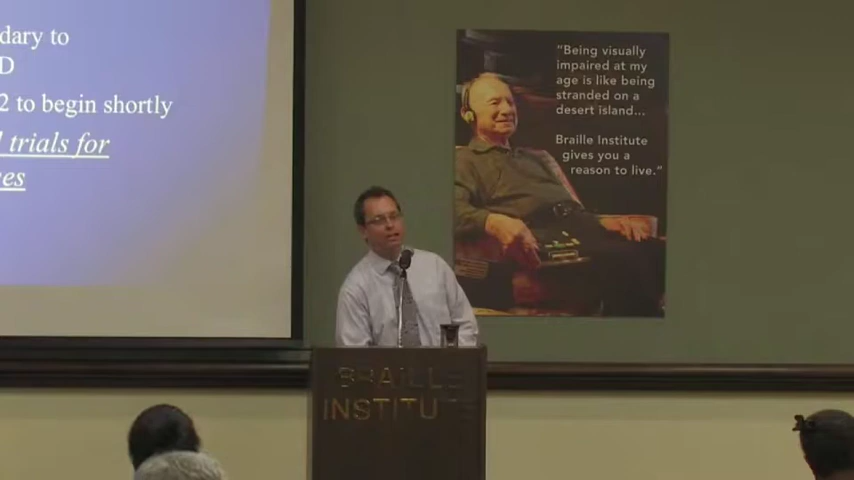 dary to
D
2 to begin shortly
l trials for
ses
"Being visually
impaired at my
age is like being
stranded on a
desert island...
Braille Institute
gives you a
reason to live."
BRAILLE
INSTITUTE